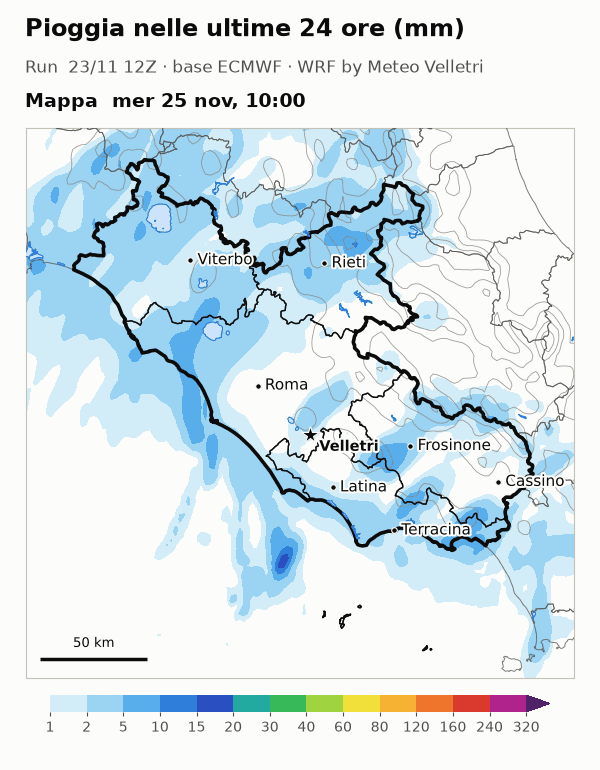 Pioggia nelle ultime 24 ore (mm)
Run  23/11 12Z · base ECMWF · WRF by Meteo Velletri
Mappa  mer 25 nov, 10:00
Viterbo
Rieti
Roma
Velletri
Frosinone
Latina
Cassino
Terracina
50 km
1 2 5 10 15 20 30 40 60 80 120 160 240 320